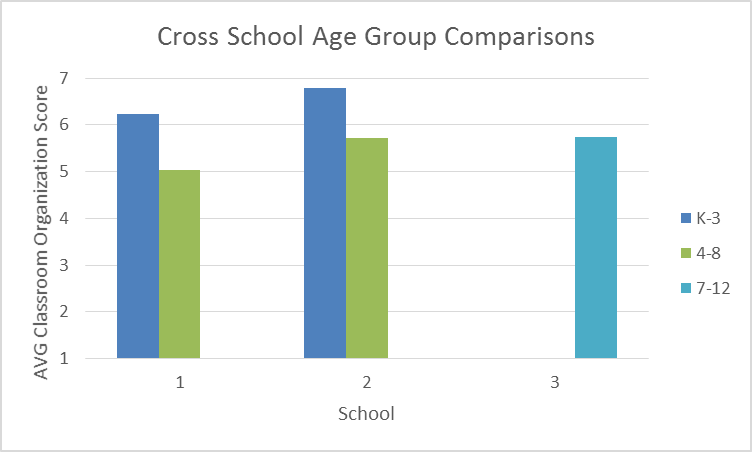 Cross School Age Group Comparisons
AVG Classroom Organization Score
7
6
5
4
3
2
1
1 2 3
School
K-3
4-8
7-12